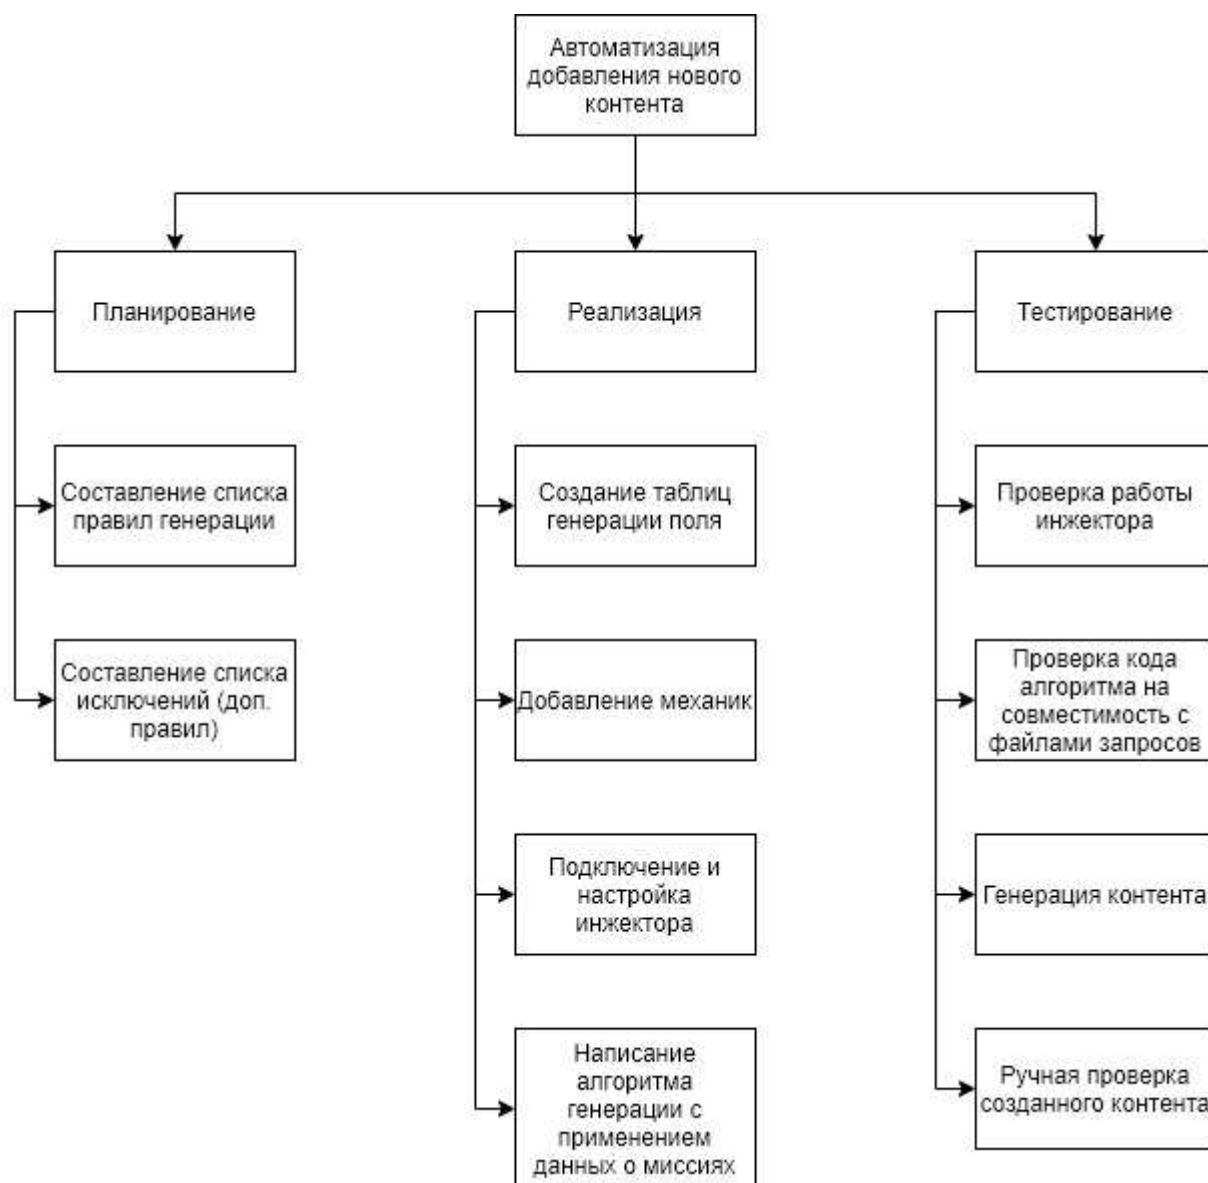 Автоматизация
добавления нового
контента
Планирование
Реализация
Тестирование
Составление списка
правил генерации
Создание таблиц
генерации поля
Проверка работы
инжектора
Составление списка
исключений (доп.
правил)
Добавление механик
Проверка кода
алгоритма на
совместимость с
файлами запросов
Подключение и
настройка
инжектора
Генерация контента
Написание
алгоритма
генерации с
применением
данных о миссиях
Ручная проверка
созданного контента